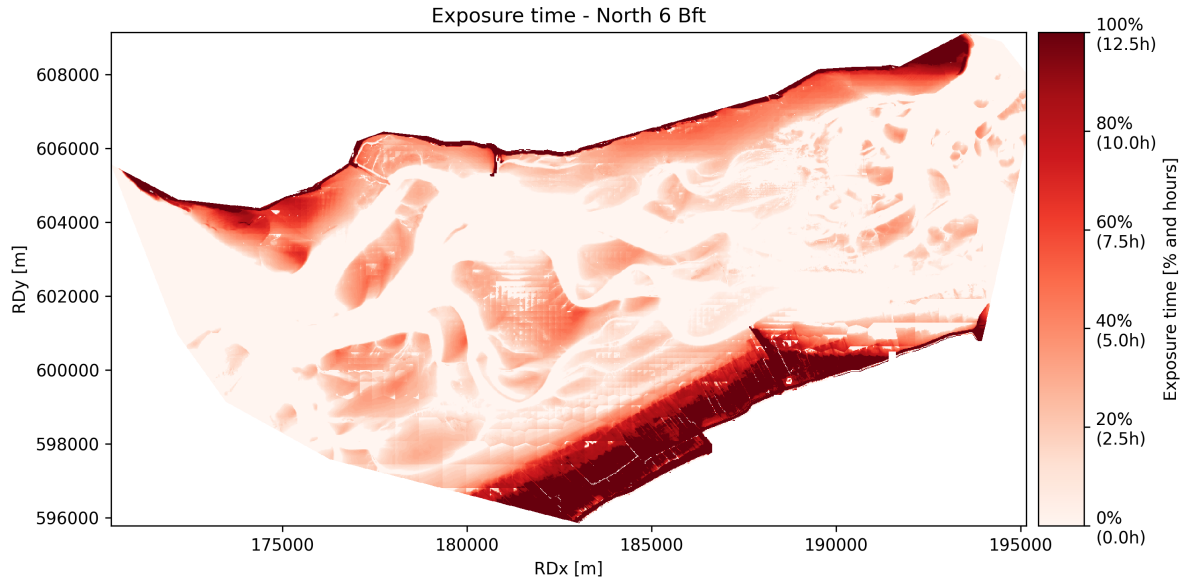 Exposure time - North 6 Bft
608000
606000
604000
602000
600000
598000
596000
RDy [m]
175000
180000
185000
190000
195000
RDx [m]
100%
(12.5h)
80%
(10.0h)
60%
(7.5h)
40%
(5.0h)
20%
(2.5h)
0%
(0.0h)
Exposure time [% and hours]